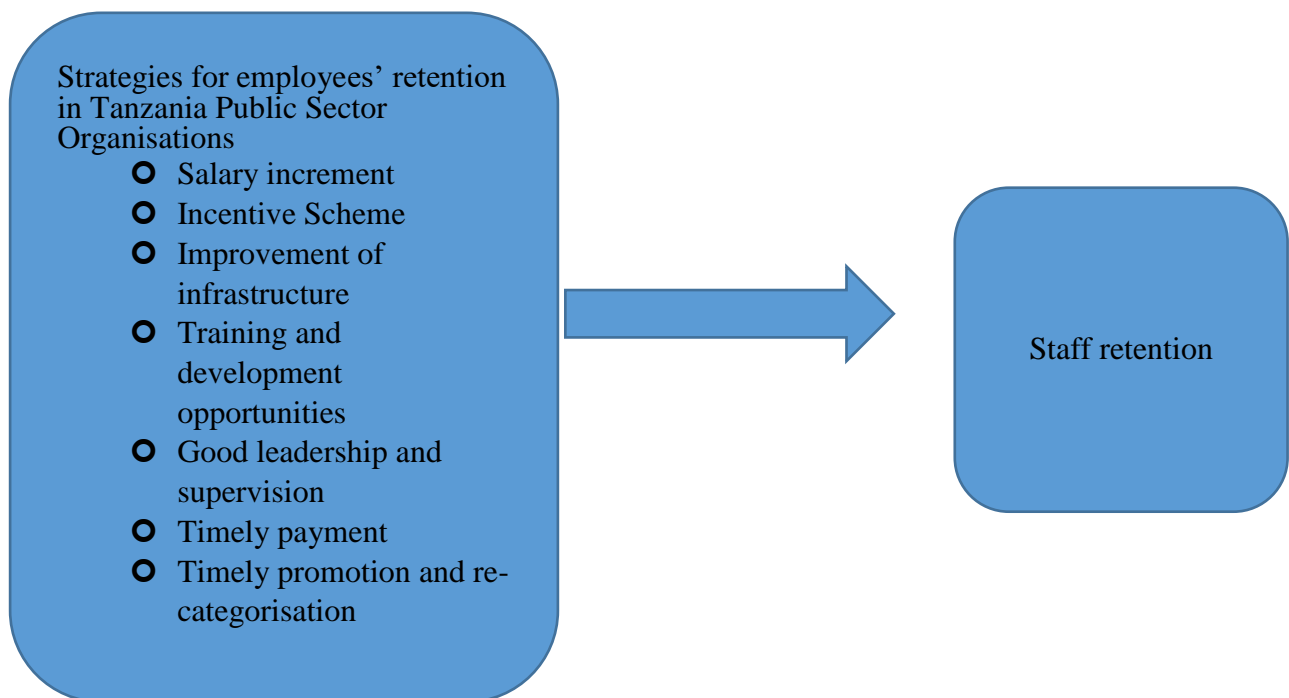 Strategies for employees’ retention
in Tanzania Public Sector
Organisations
Salary increment
Incentive Scheme
Improvement of
infrastructure
Training and
development
opportunities
Good leadership and
supervision
Timely payment
Timely promotion and re-
categorisation
Staff retention